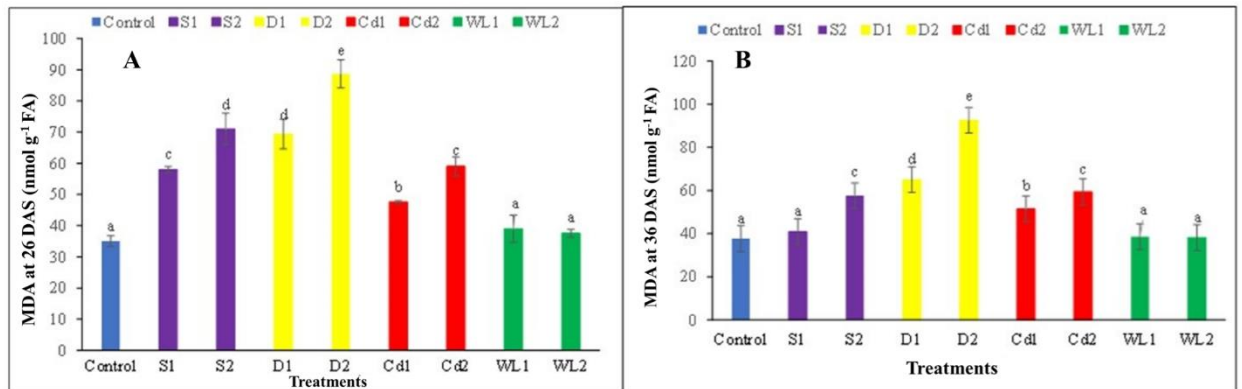 Control S1 S2 D1 D2 Cd1 Cd2 WL1 WL2
A
MDA at 26 DAS (nmol g-1 FA)
100
90
80
70
60
50
40
30
20
10
0
a
c
d
d
e
b
c
a
a
Control S1 S2 D1 D2 Cd1 Cd2 WL1 WL2
Treatments
Control S1 S2 D1 D2 Cd1 Cd2 WL1 WL2
B
MDA at 36 DAS (nmol g-1 FA)
120
100
80
60
40
20
0
a
a
c
d
e
b
c
a
a
Control S1 S2 D1 D2 Cd1 Cd2 WL1 WL2
Treatments